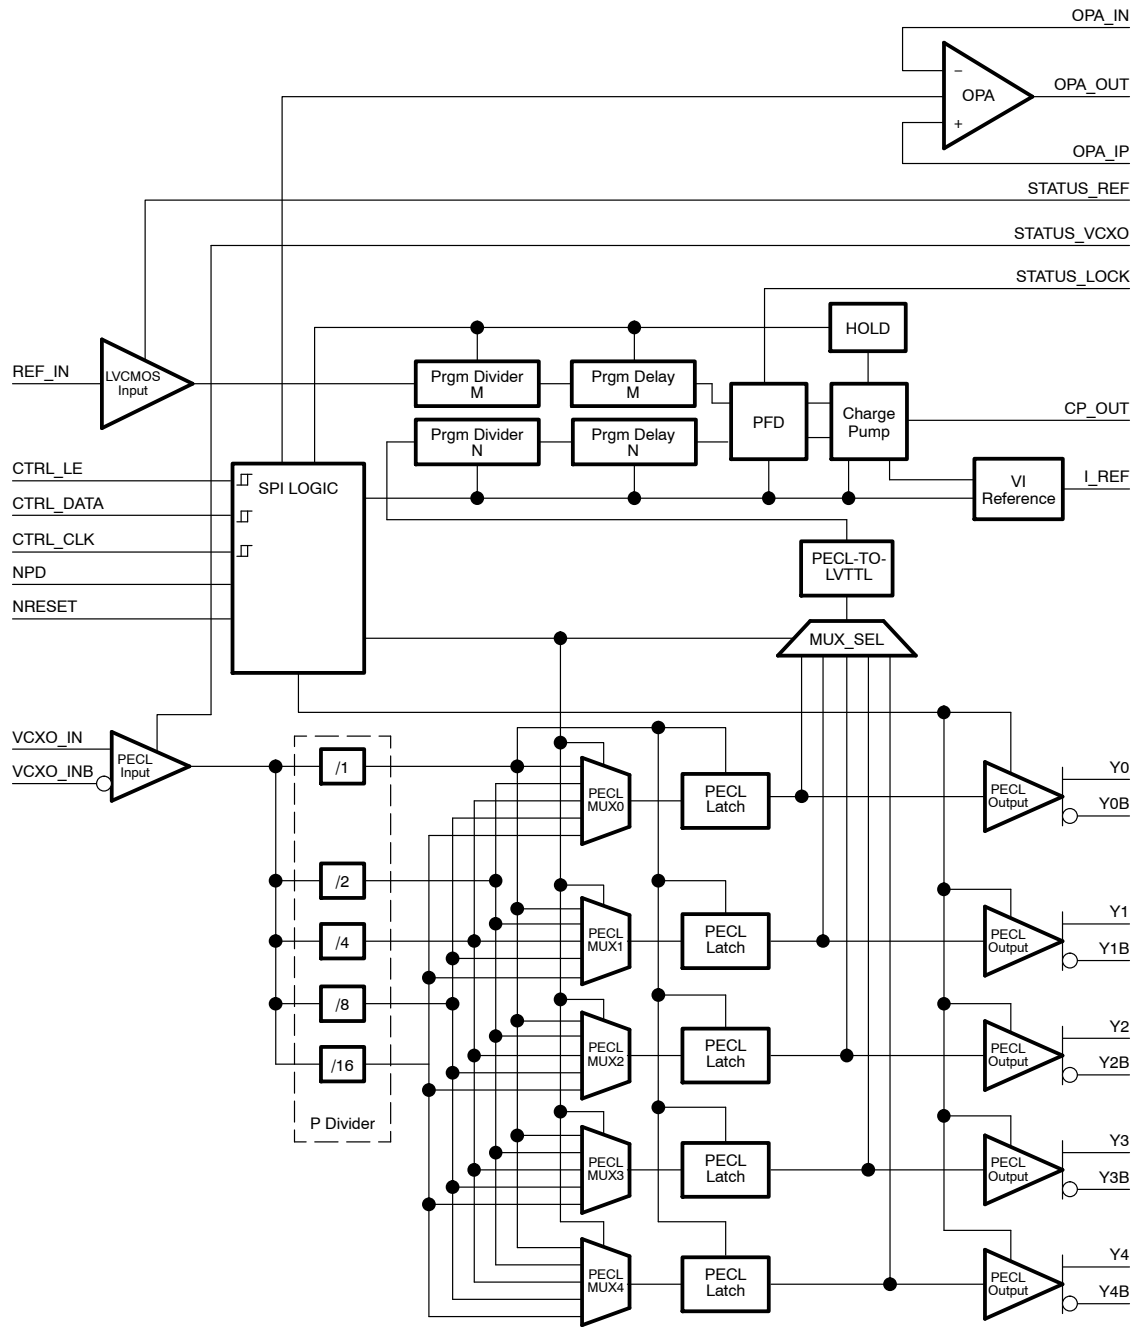 OPA_IN
−
OPA
OPA_OUT
+
OPA_IP
STATUS_REF
STATUS_VCXO
STATUS_LOCK
HOLD
REF_IN
LVCMOS
Input
Prgm Divider
M
Prgm Delay
M
PFD
Charge
Pump
CP_OUT
Prgm Divider
N
Prgm Delay
N
CTRL_LE
SPI LOGIC
VI
Reference
I_REF
CTRL_DATA
CTRL_CLK
PECL-TO-
LVTTL
NPD
NRESET
MUX_SEL
VCXO_IN
VCXO_INB
PECL
Input
/1
PECL
MUX0
PECL
Latch
PECL
Output
Y0
Y0B
/2
/4
PECL
MUX1
PECL
Latch
PECL
Output
Y1
Y1B
/8
/16
P Divider
PECL
MUX2
PECL
Latch
PECL
Output
Y2
Y2B
PECL
MUX3
PECL
Latch
PECL
Output
Y3
Y3B
PECL
MUX4
PECL
Latch
PECL
Output
Y4
Y4B